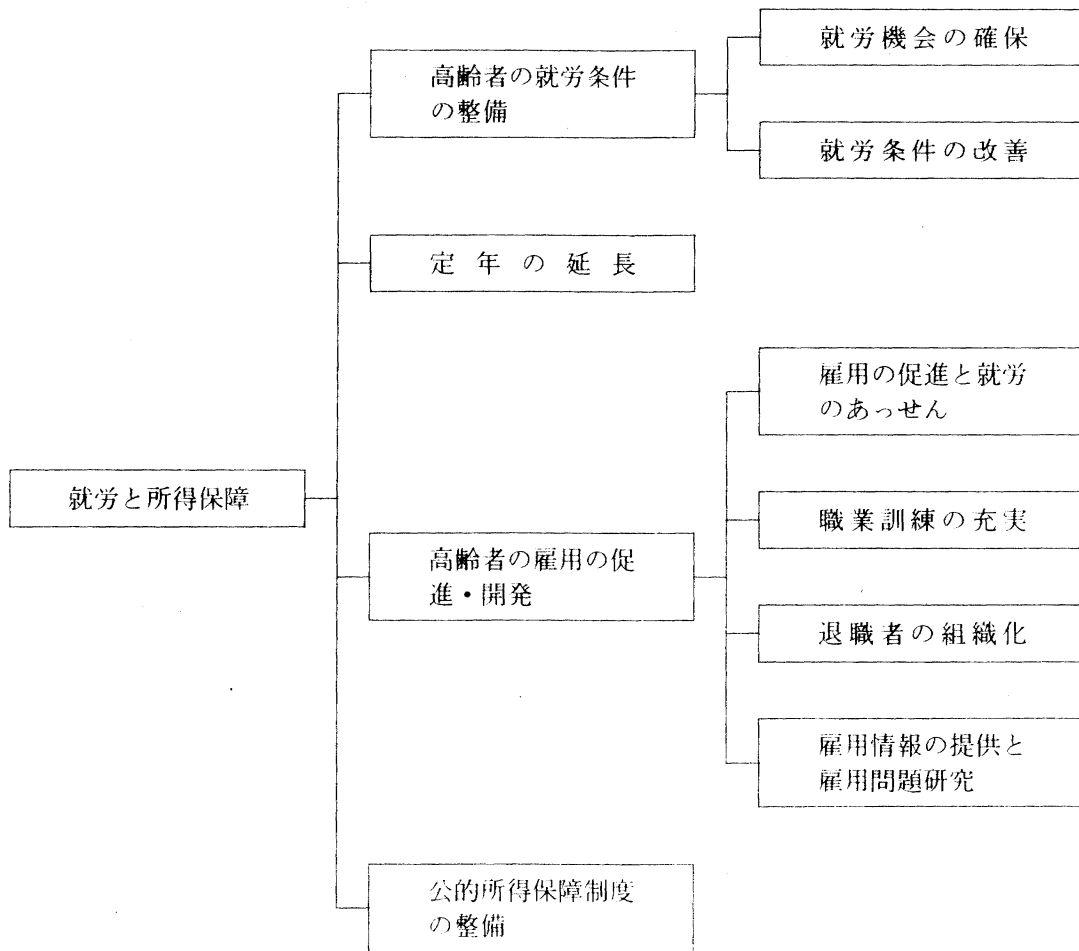 就労と所得保障
高齢者の就労条件
の整備
就労機会の確保
就労条件の改善
定年の延長
高齢者の雇用の促
進・開発
雇用の促進と就労
のあっせん
職業訓練の充実
退職者の組織化
雇用情報の提供と
雇用問題研究
公的所得保障制度
の整備